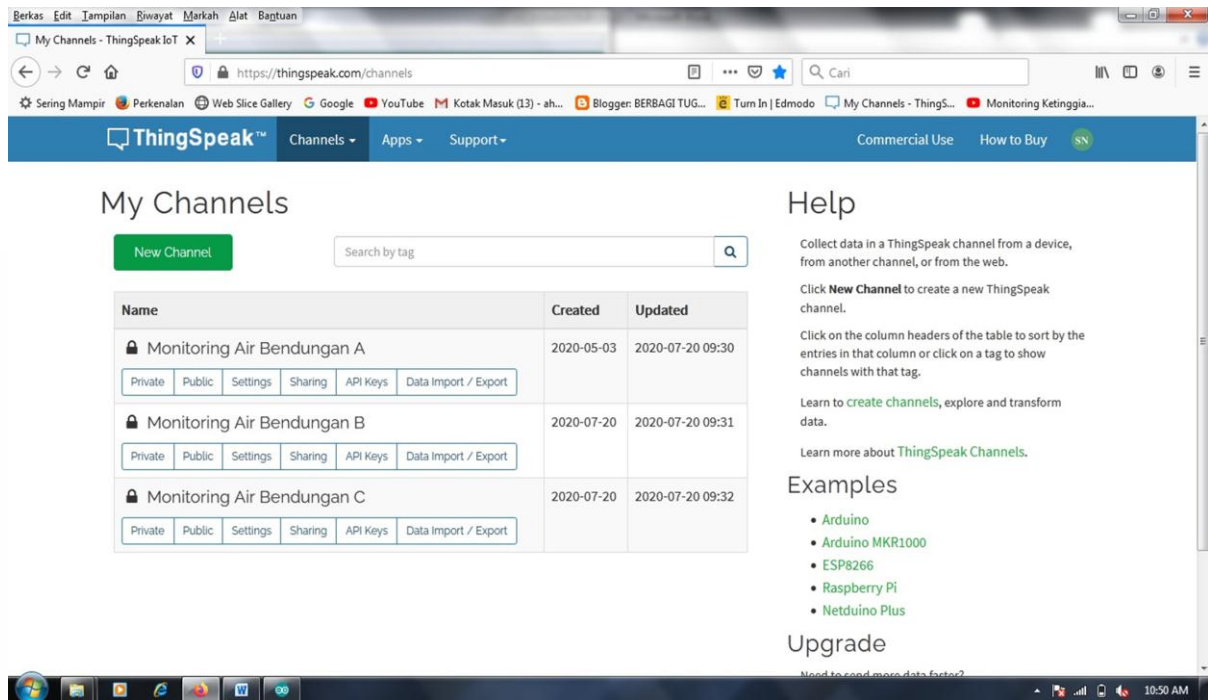 Berkas Edit Tampilan Riwayat Markah Alat Bantuan
My Channels - ThingSpeak IoT
https://thingspeak.com/channels
Cari
Sering Mampir Perkenalan Web Slice Gallery Google YouTube Kotak Masuk (13) - ah... Blogger: BERBAGI TUG... Turn In | Edmodo My Channels - ThingS... Monitoring Ketinggia...
ThingSpeak™ Channels Apps Support Commercial Use How to Buy SN
My Channels
New Channel
Search by tag
Name Created Updated
Monitoring Air Bendungan A 2020-05-03 2020-07-20 09:30
Private Public Settings Sharing API Keys Data Import / Export
Monitoring Air Bendungan B 2020-07-20 2020-07-20 09:31
Private Public Settings Sharing API Keys Data Import / Export
Monitoring Air Bendungan C 2020-07-20 2020-07-20 09:32
Private Public Settings Sharing API Keys Data Import / Export
Help
Collect data in a ThingSpeak channel from a device,
from another channel, or from the web.
Click New Channel to create a new ThingSpeak
channel.
Click on the column headers of the table to sort by the
entries in that column or click on a tag to show
channels with that tag.
Learn to create channels, explore and transform
data.
Learn more about ThingSpeak Channels.
Examples
Arduino
Arduino MKR1000
ESP8266
Raspberry Pi
Netduino Plus
Upgrade
Need to send more data faster?
10:50 AM